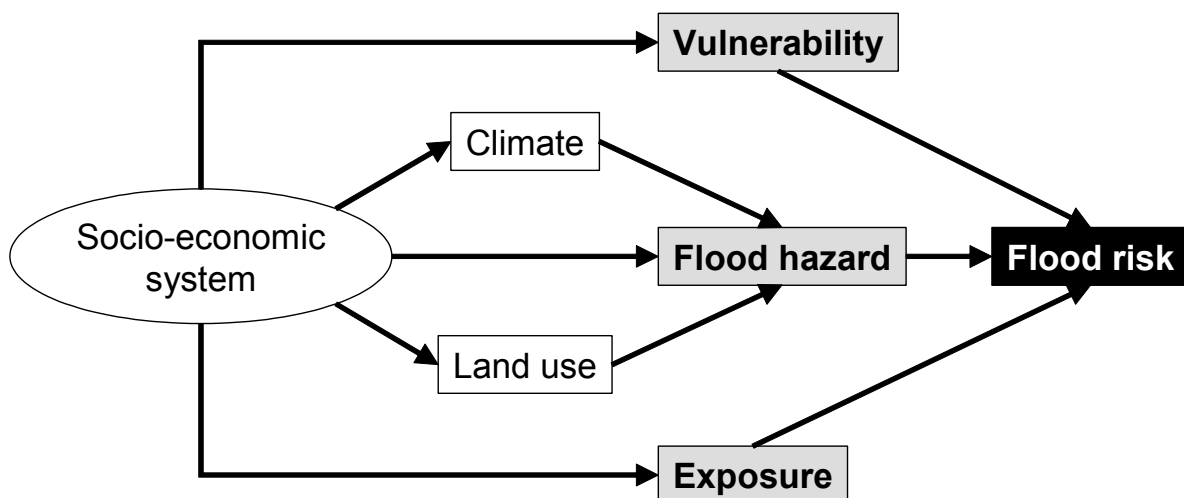 Vulnerability
Climate
Socio-economic
system
Flood hazard
Flood risk
Land use
Exposure